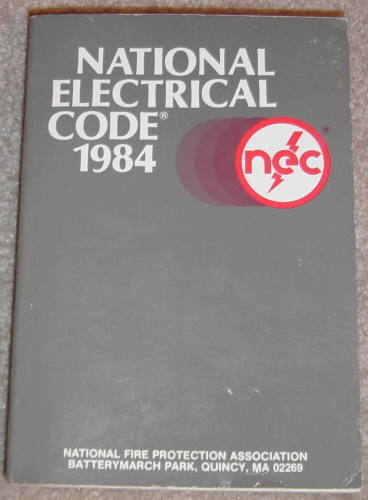 NATIONAL
ELECTRICAL
CODE®
1984
nec®
NATIONAL FIRE PROTECTION ASSOCIATION
BATTERYMARCH PARK, QUINCY, MA 02269